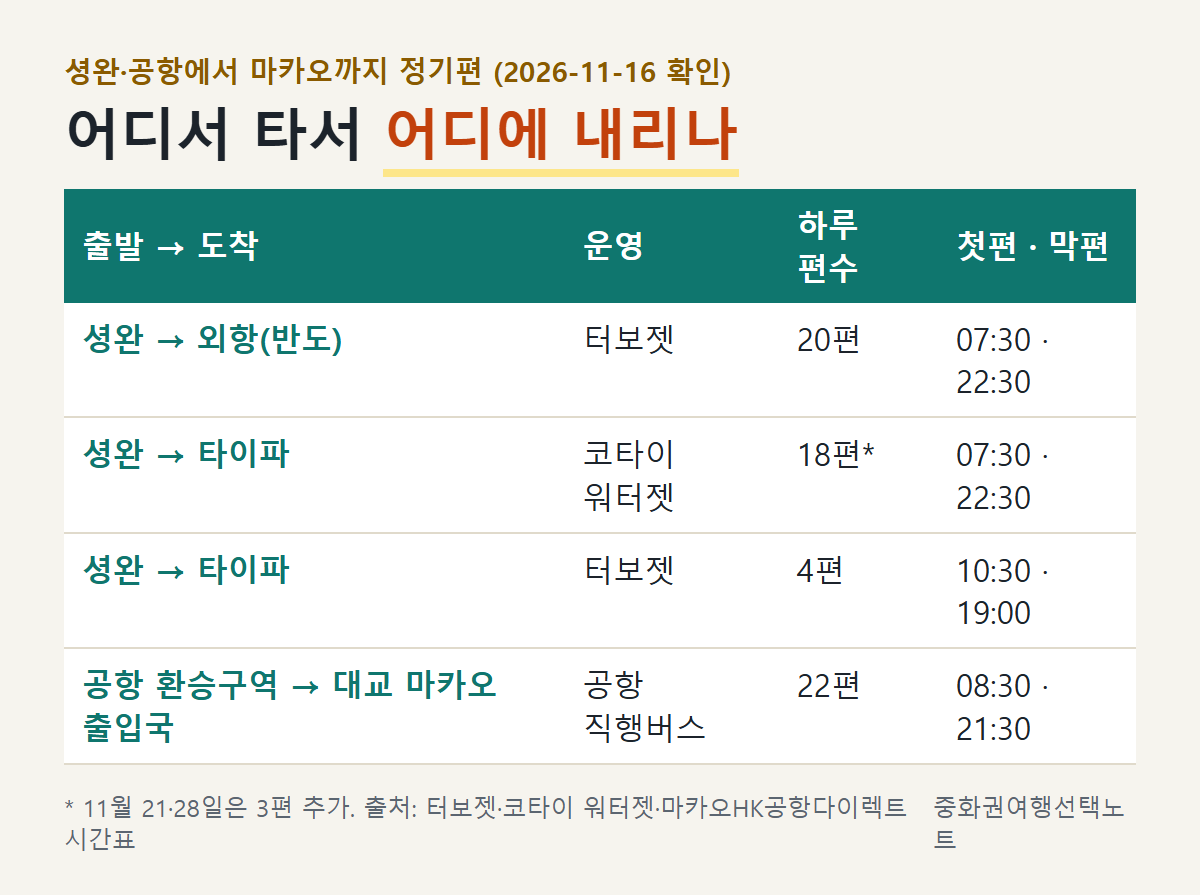 셩완·공항에서 마카오까지 정기편 (2026-11-16 확인)
어디서 타서 어디에 내리나
출발 → 도착 운영 하루 편수 첫편 · 막편
셩완 → 외항(반도) 터보젯 20편 07:30 ·
22:30
셩완 → 타이파 코타이 18편* 07:30 ·
워터젯 22:30
셩완 → 타이파 터보젯 4편 10:30 ·
19:00
공항 환승구역 → 대교 마카오 공항 22편 08:30 ·
출입국 직행버스 21:30
* 11월 21·28일은 3편 추가. 출처: 터보젯·코타이 워터젯·마카오HK공항다이렉트 중화권여행선택노
시간표 트